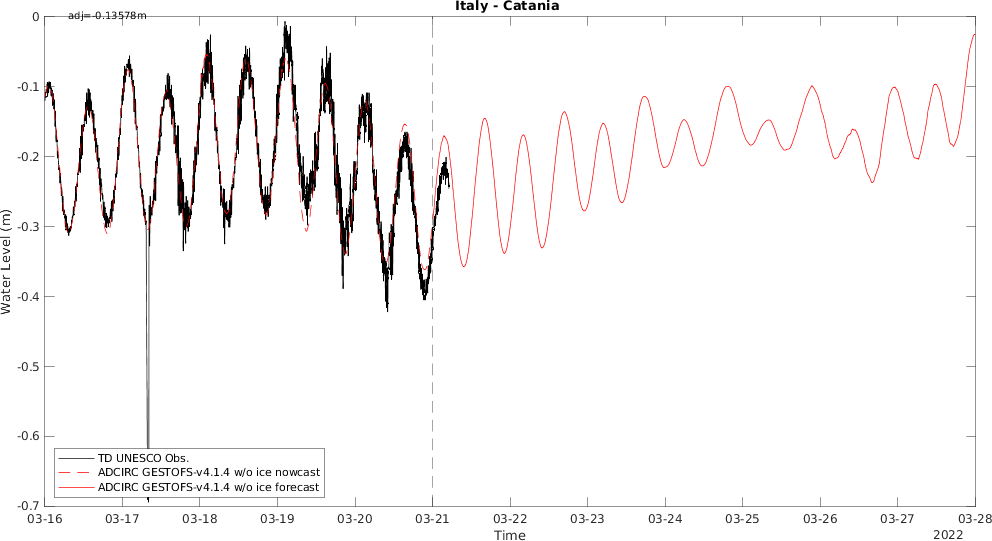 Italy - Catania
adj=-0.13578m
0
-0.1
-0.2
-0.3
-0.4
-0.5
-0.6
-0.7
Water Level (m)
TD UNESCO Obs.
ADCIRC GESTOFS-v4.1.4 w/o ice nowcast
ADCIRC GESTOFS-v4.1.4 w/o ice forecast
03-16 03-17 03-18 03-19 03-20 03-21 03-22 03-23 03-24 03-25 03-26 03-27 03-28
Time
2022